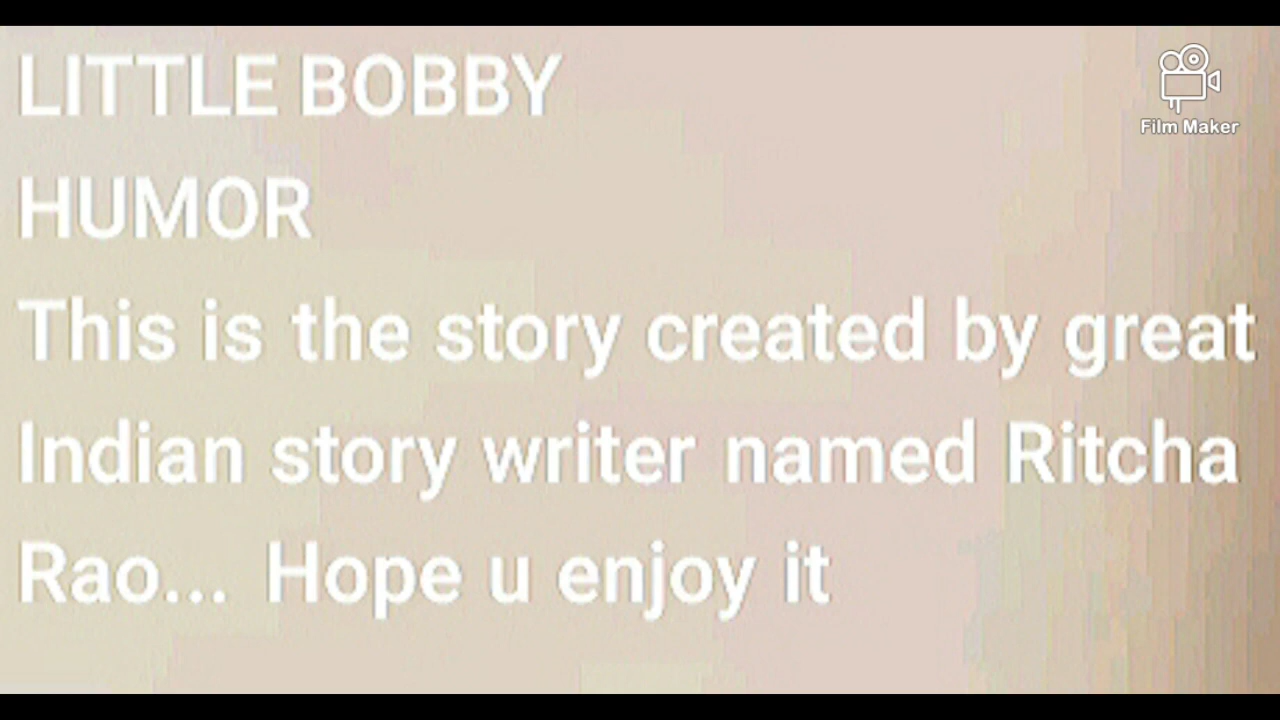 LITTLE BOBBY
Film Maker
HUMOR
This is the story created by great
Indian story writer named Ritcha
Rao... Hope u enjoy it